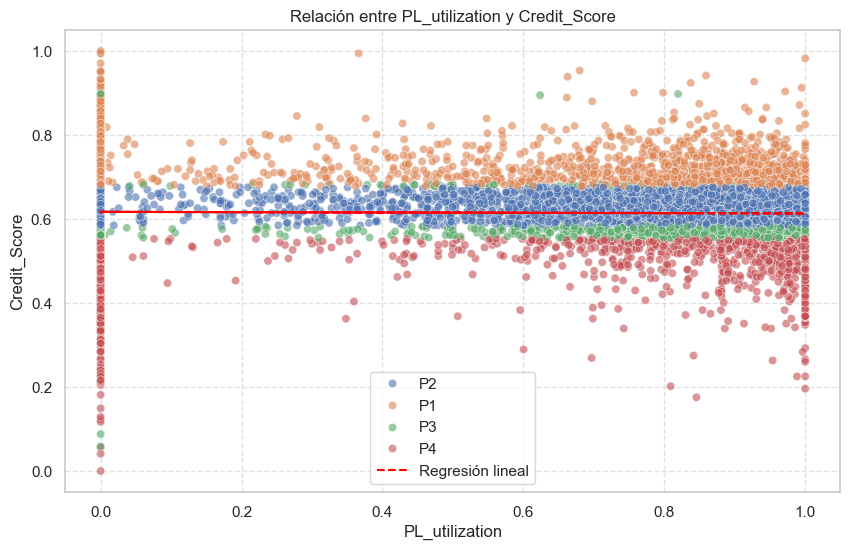 Relación entre PL_utilization y Credit_Score
Credit_Score
1.0
0.8
0.6
0.4
0.2
0.0
P2
P1
P3
P4
Regresión lineal
0.0 0.2 0.4 0.6 0.8 1.0
PL_utilization